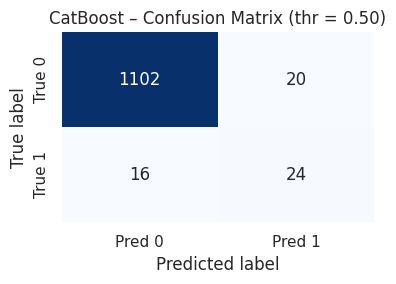 CatBoost – Confusion Matrix (thr = 0.50)
True label
True 0
1102
20
True 1
16
24
Pred 0
Pred 1
Predicted label